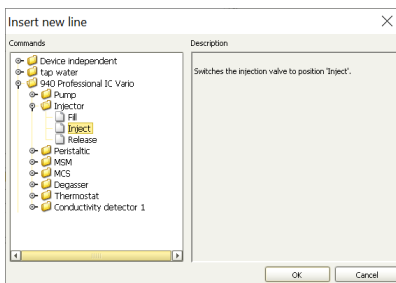 Insert new line
Commands
Description
Device independent
tap water
940 Professional IC Vario
Pump
Injector
Fill
Inject
Release
Peristaltic
MSM
MCS
Degasser
Thermostat
Conductivity detector 1
Switches the injection valve to position 'Inject'.
OK
Cancel